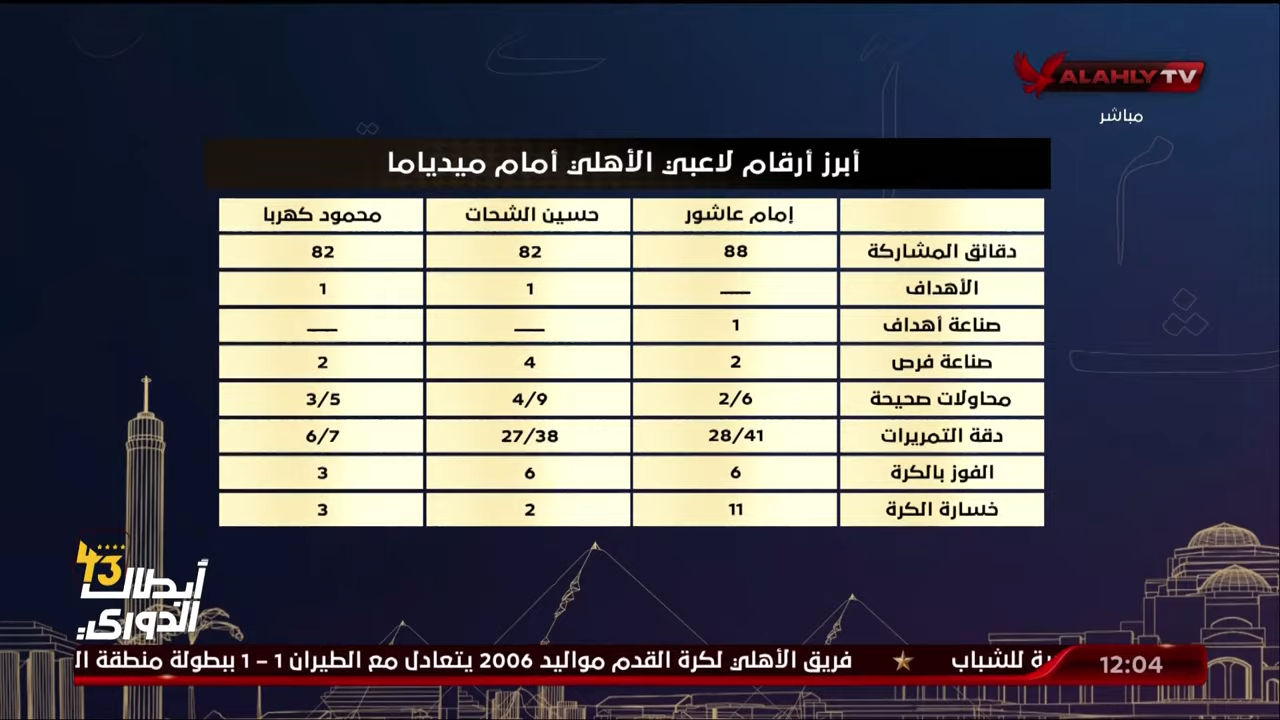 ALAHLY TV
مباشر
أبرز أرقام لاعبي الأهلي أمام ميدياما
إمام عاشور حسين الشحات محمود كهربا
دقائق المشاركة 88 82 82
الأهداف — 1 1
صناعة أهداف 1 — —
صناعة فرص 2 4 2
محاولات صحيحة 2/6 4/9 3/5
دقة التمريرات 28/41 27/38 6/7
الفوز بالكرة 6 6 3
خسارة الكرة 11 2 3
43
أبطال
الدوري
12:04
للشباب ★ فريق الأهلي لكرة القدم مواليد 2006 يتعادل مع الطيران 1 – 1 ببطولة منطقة